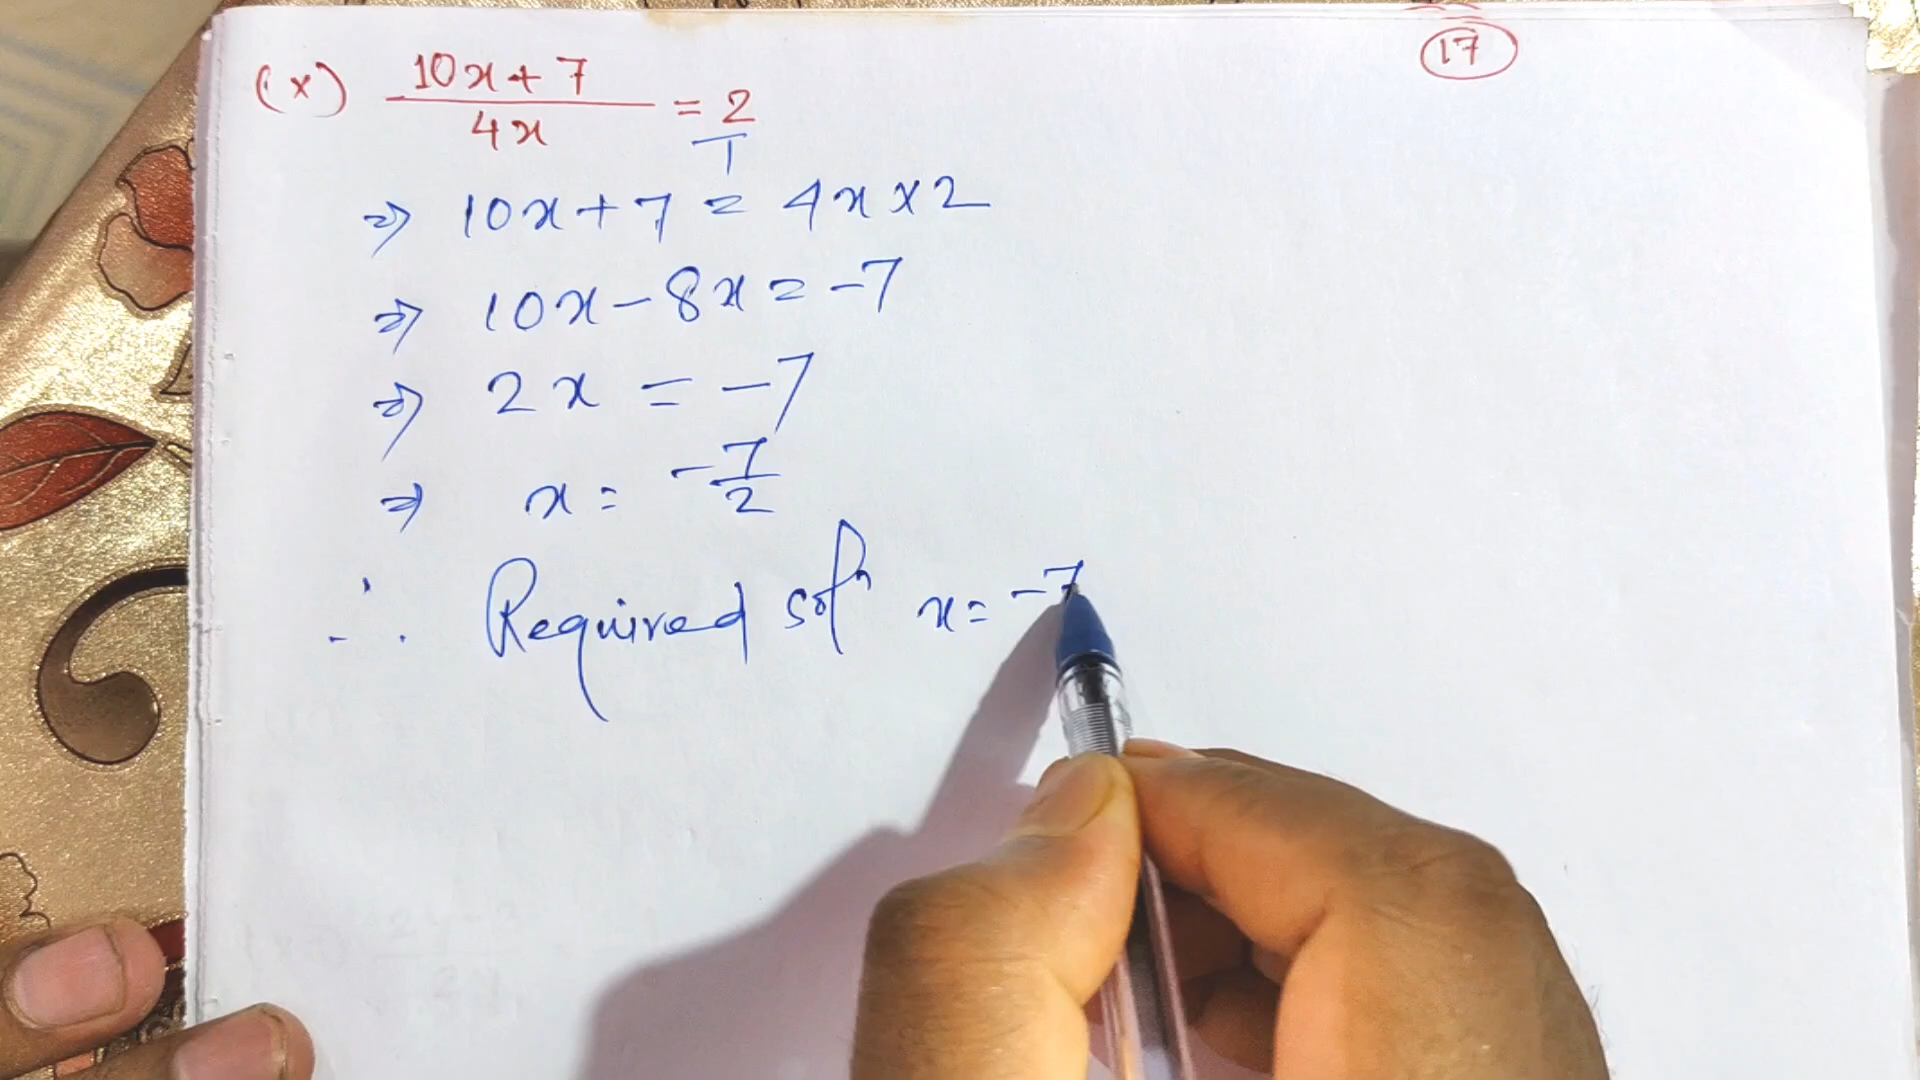 (x) 10x+7/4x = 2/1
17
⇒ 10x+7 = 4x×2
⇒ 10x-8x = -7
⇒ 2x = -7
⇒ x = -7/2
∴ Required solⁿ x = -7